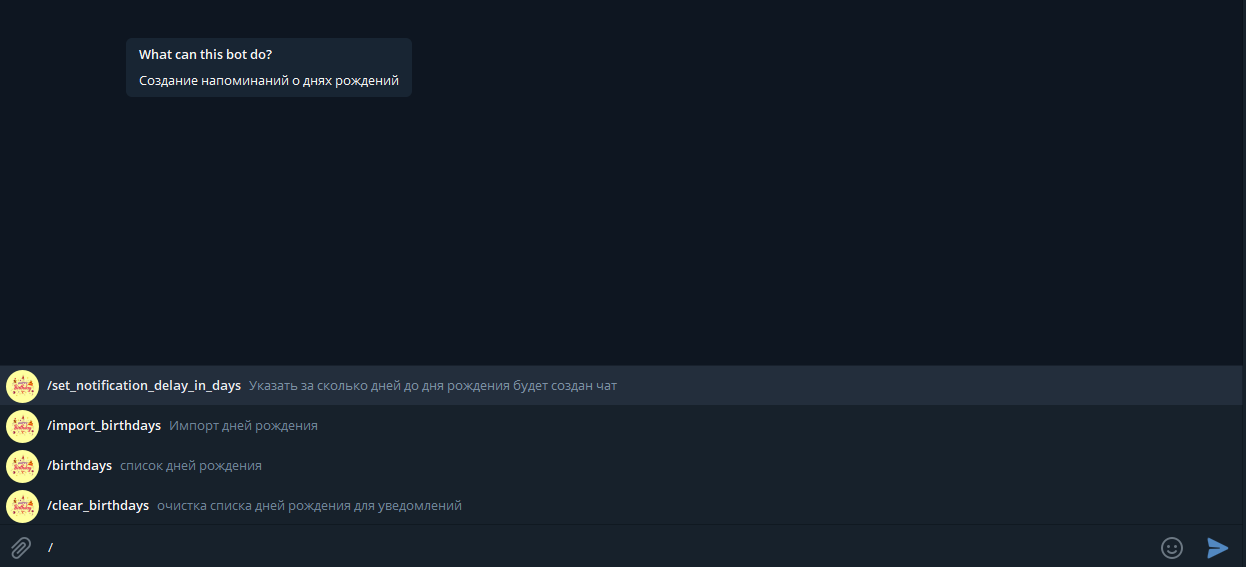 What can this bot do?
Создание напоминаний о днях рождений
/set_notification_delay_in_days Указать за сколько дней до дня рождения будет создан чат
/import_birthdays Импорт дней рождения
/birthdays список дней рождения
/clear_birthdays очистка списка дней рождения для уведомлений
/